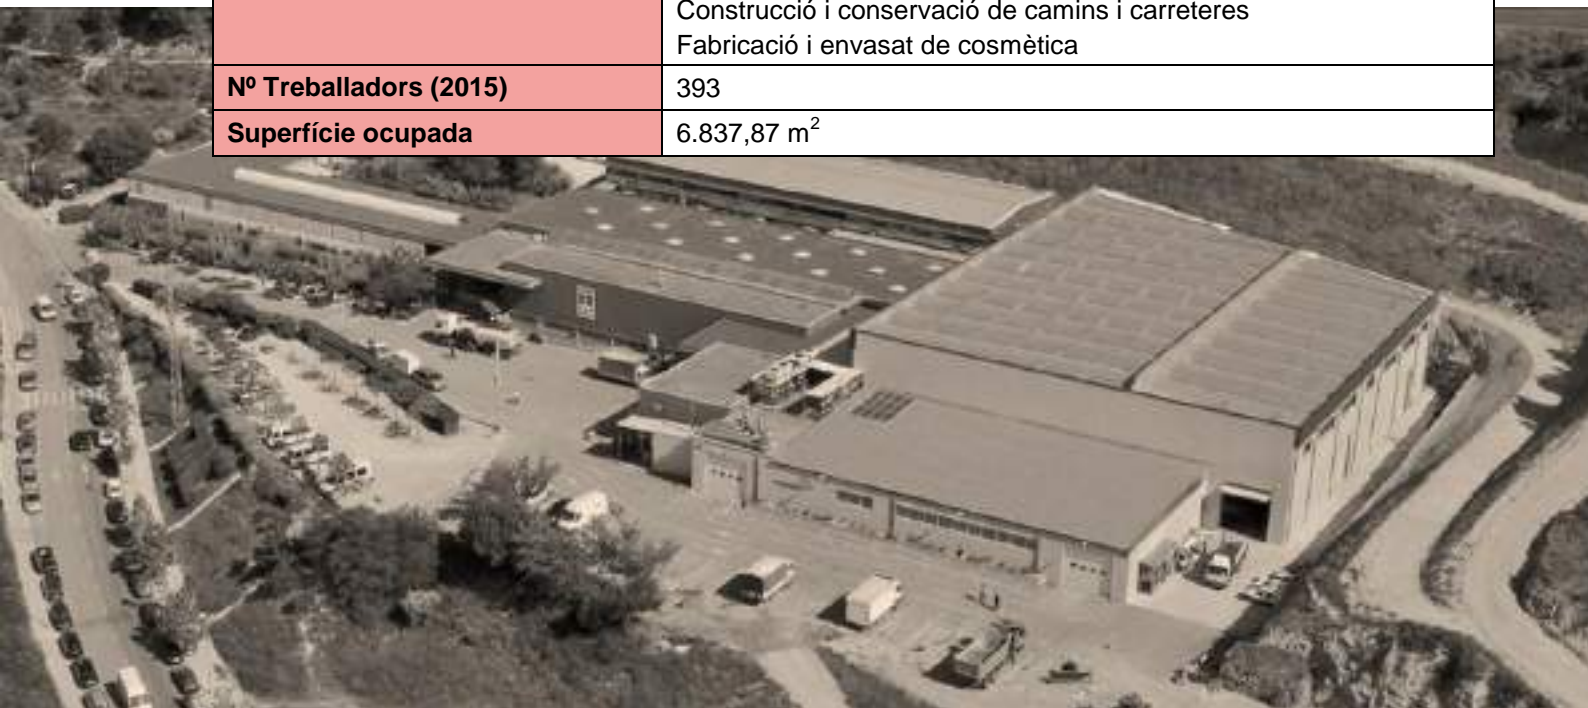 Construcció i conservació de camins i carreteres
Fabricació i envasat de cosmètica
Nº Treballadors (2015) 393
Superfície ocupada 6.837,87 m²